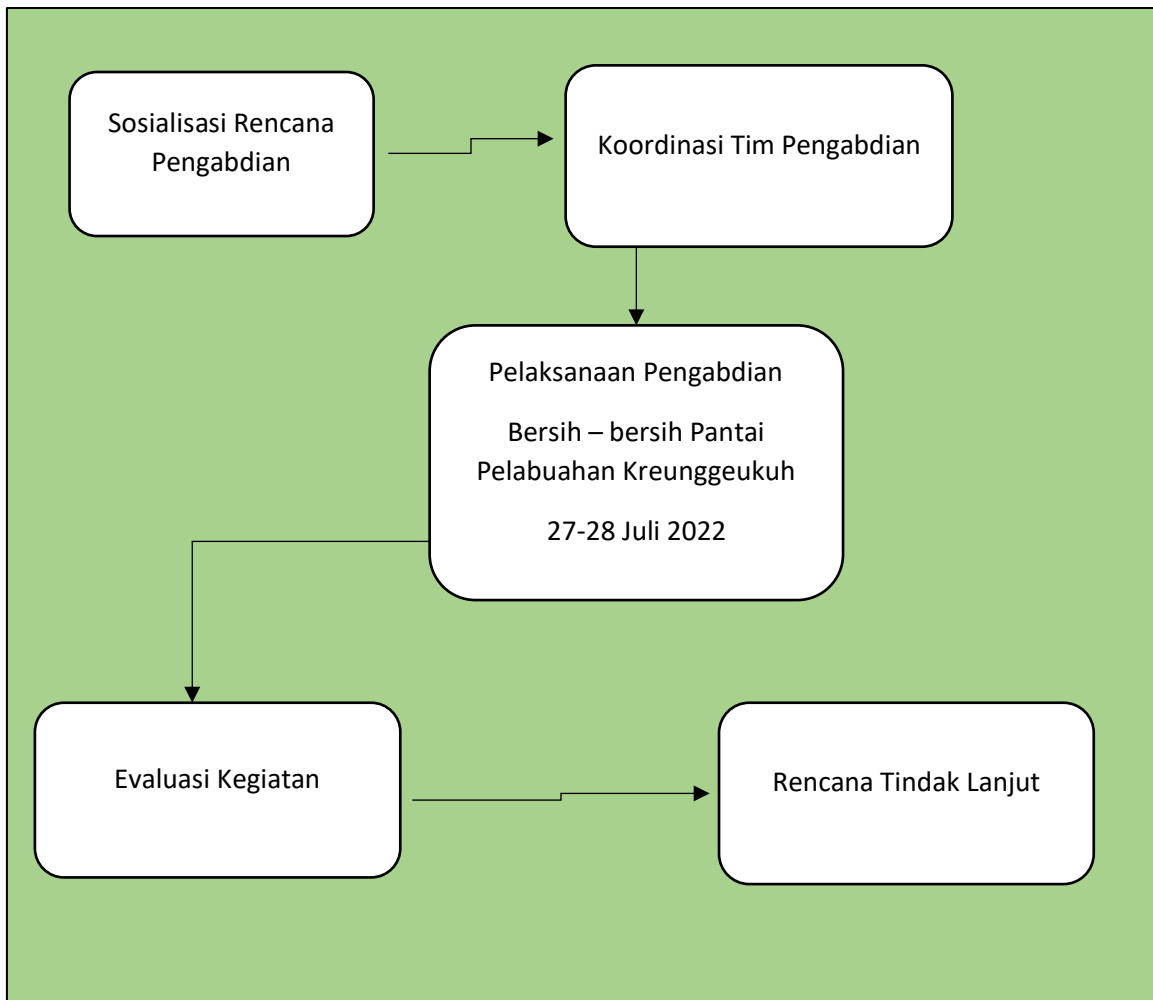 Sosialisasi Rencana
Pengabdian
Koordinasi Tim Pengabdian
Pelaksanaan Pengabdian
Bersih – bersih Pantai
Pelabuahan Kreunggeukuh
27-28 Juli 2022
Evaluasi Kegiatan
Rencana Tindak Lanjut